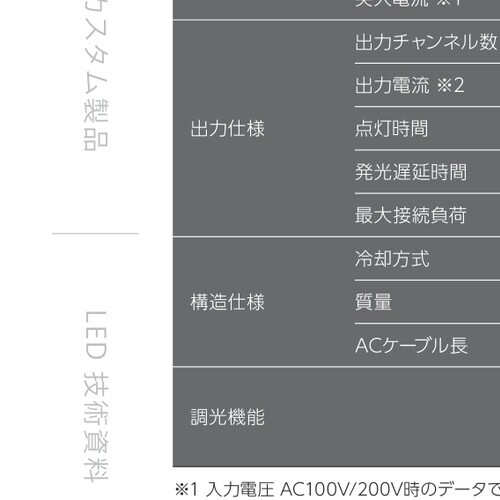 カスタム製品
LED 技術資料
突入電流 ※1
出力仕様
出力チャンネル数
出力電流 ※2
点灯時間
発光遅延時間
最大接続負荷
構造仕様
冷却方式
質量
ACケーブル長
調光機能
※1 入力電圧 AC100V/200V時のデータで